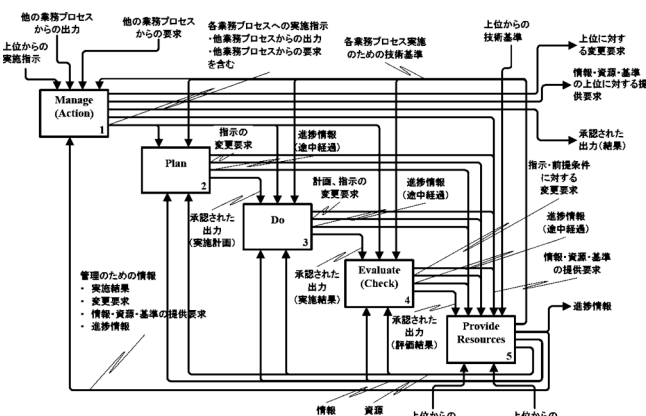 他の業務プロセス
からの出力
他の業務プロセス
からの要求
上位からの
実施指示
各業務プロセスへの実施指示
・他業務プロセスからの出力
・他業務プロセスからの要求
を含む
各業務プロセス実施
のための技術基準
上位からの
技術基準
上位に対す
る変更要求
情報・資源・基準
の上位に対する提
供要求
承認された
出力(結果)
Manage
(Action)
1
指示の
変更要求
進捗情報
(途中経過)
Plan
2
計画、指示の
変更要求
進捗情報
(途中経過)
指示・前提条件
に対する
変更要求
進捗情報
(途中経過)
情報・資源・基準
の提供要求
承認された
出力
(実施計画)
Do
3
承認された
出力
(実施結果)
Evaluate
(Check)
4
承認された
出力
(評価結果)
Provide
Resources
5
進捗情報
管理のための情報
・ 実施結果
・ 変更要求
・ 情報・資源・基準の提供要求
・ 進捗情報
情報
資源
上位からの
上位からの